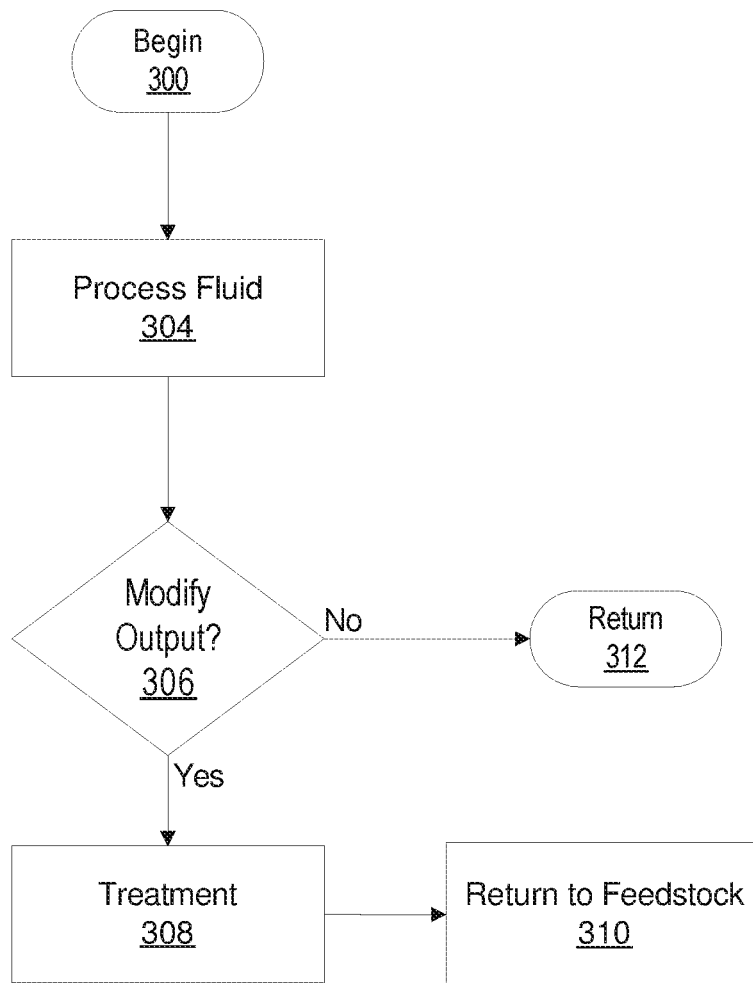 Begin
300
Process Fluid
304
Modify
Output?
306
No
Return
312
Yes
Treatment
308
Return to Feedstock
310